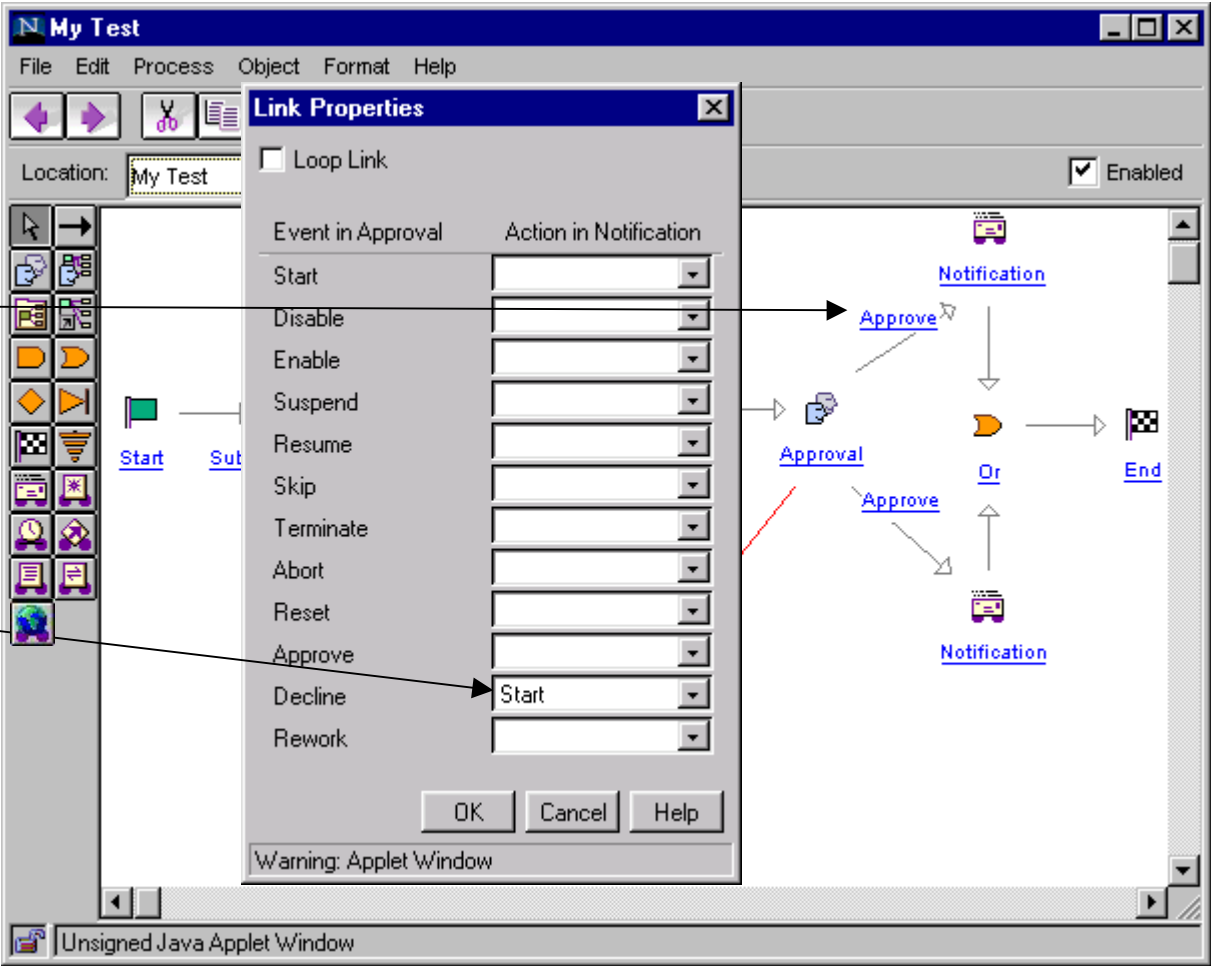 N My Test
File Edit Process Object Format Help
Link Properties
Location: My Test
Loop Link
Enabled
Event in Approval Action in Notification
Start
Disable
Enable
Suspend
Resume
Skip
Terminate
Abort
Reset
Approve
Decline Start
Rework
OK Cancel Help
Warning: Applet Window
Start
Sub
Notification
Approve
Approval
Or
End
Approve
Notification
Unsigned Java Applet Window